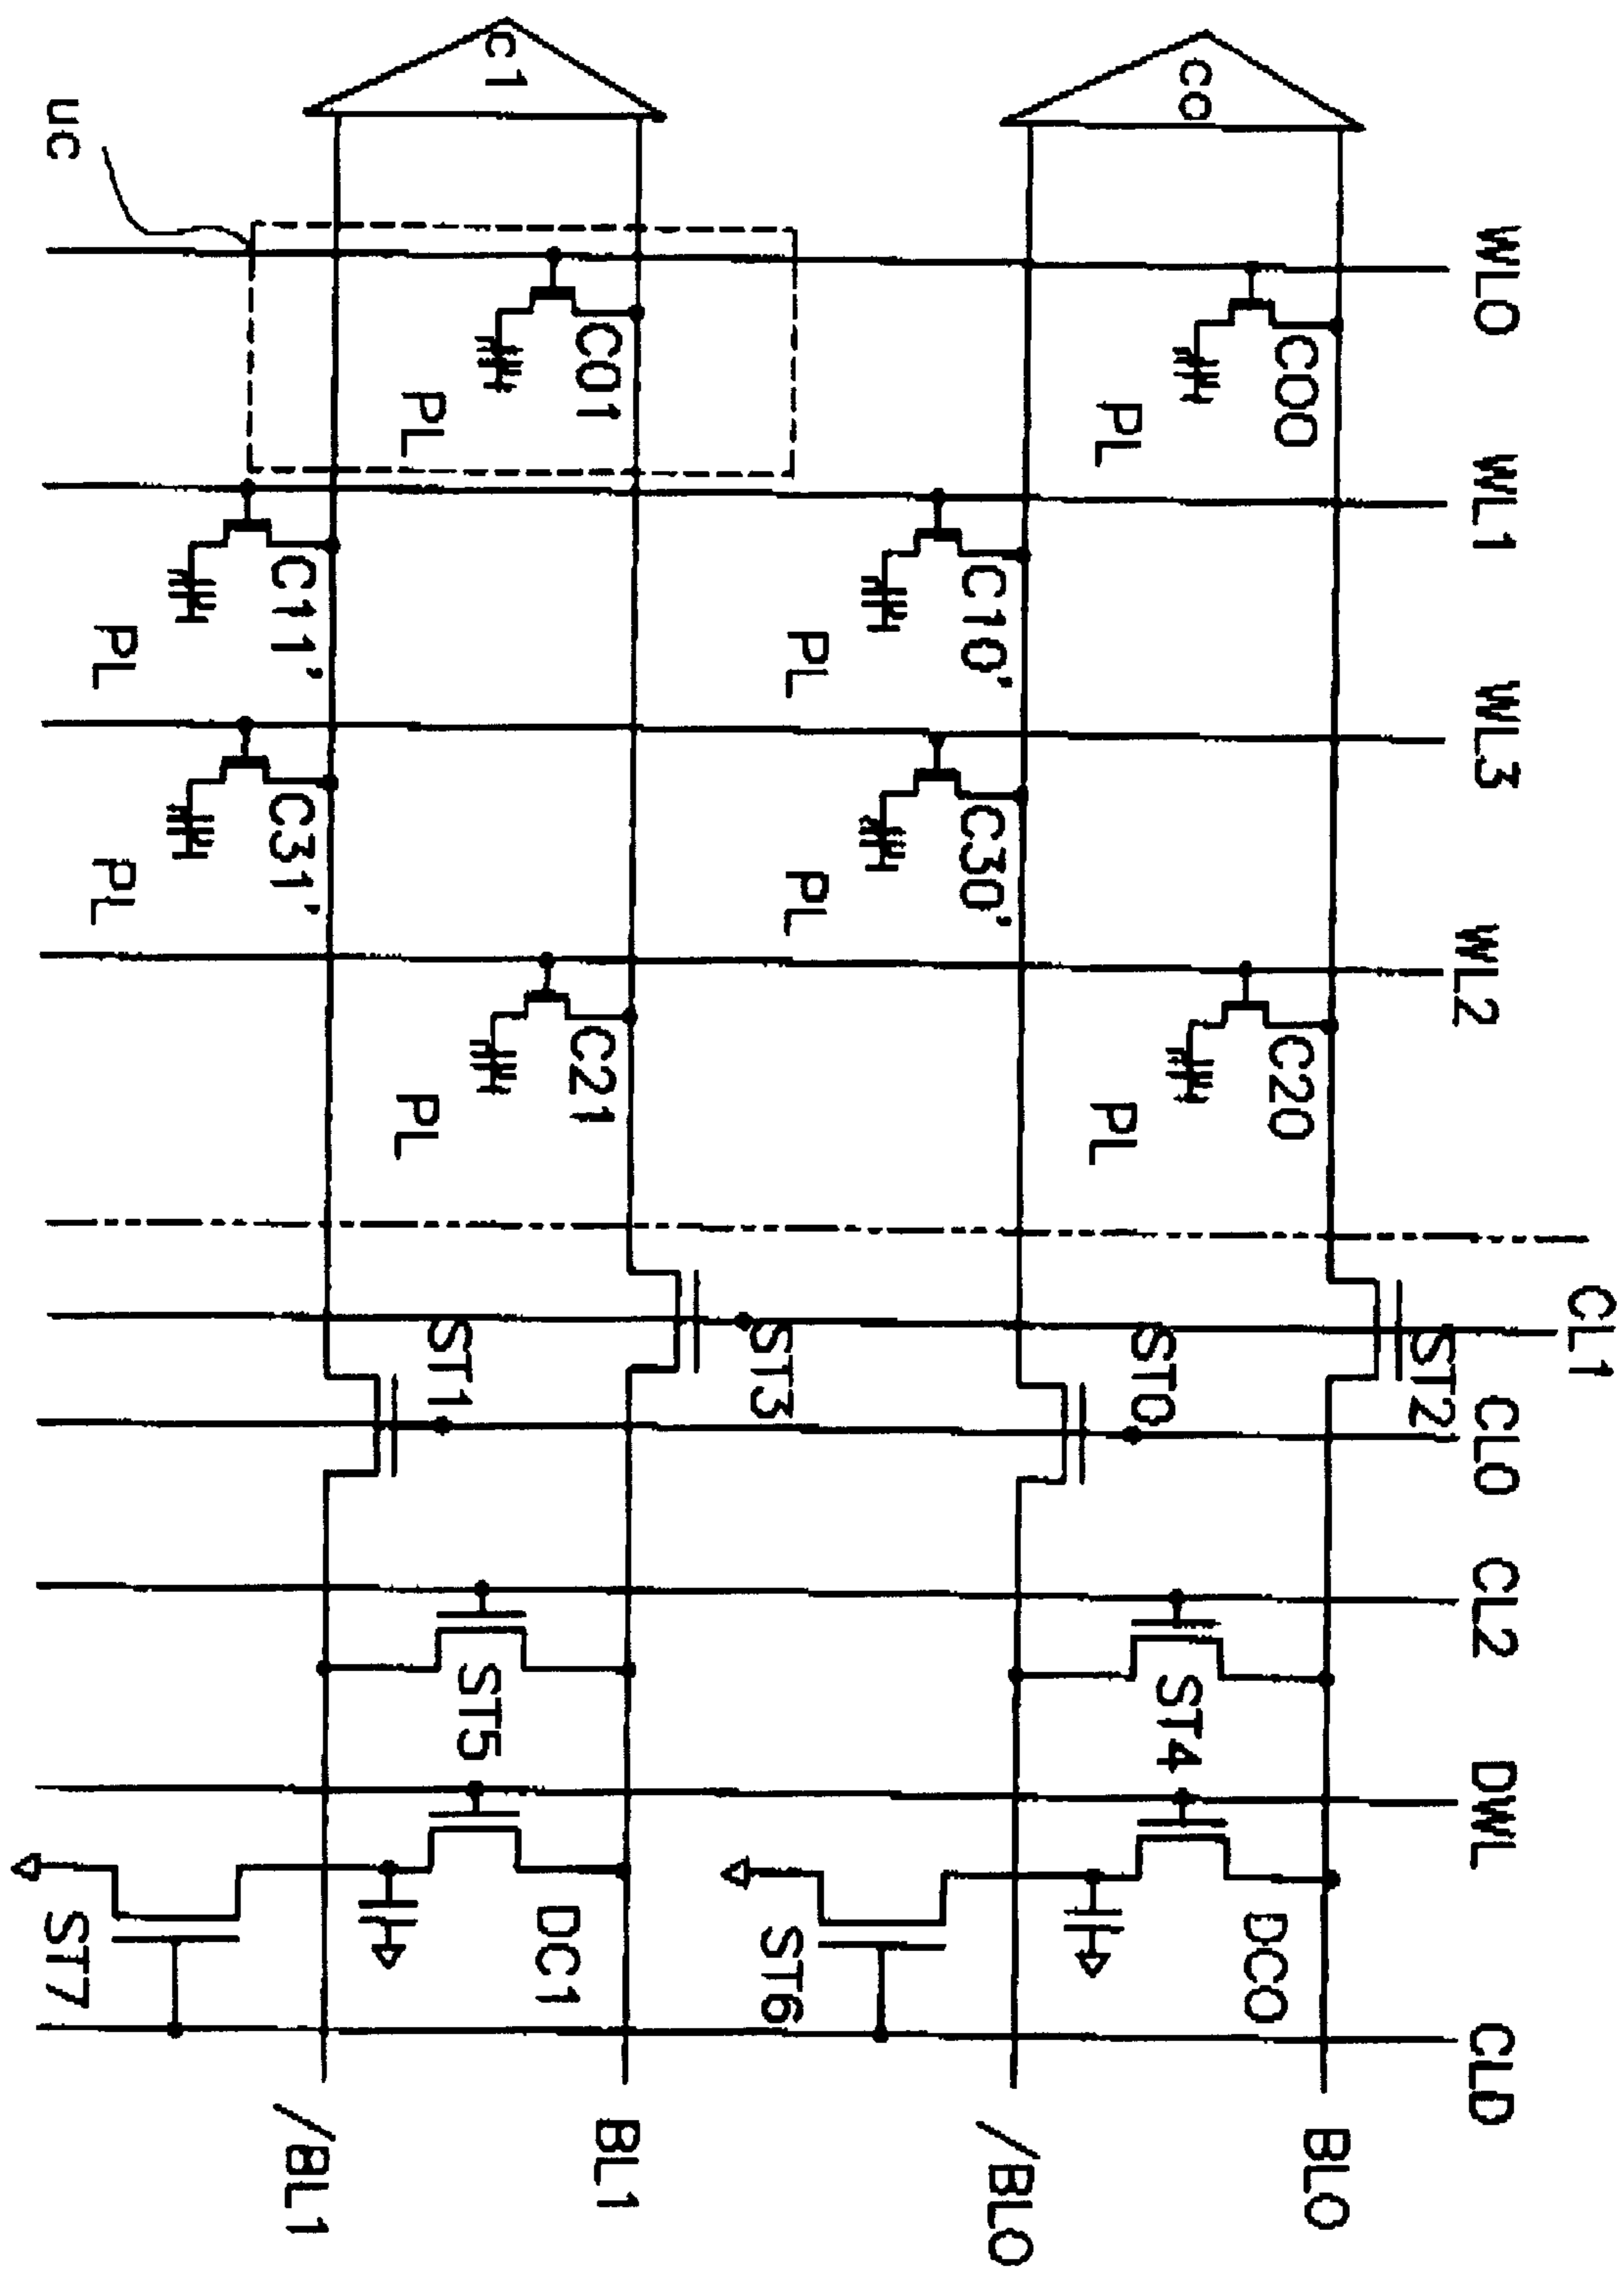 CL1
WL0
WL1
WL3
WL2
CL0
CL2
DWL
CLD
ST2
BL0
C00
C20
DC0
c0
PL
PL
ST0
ST4
/BL0
C10'
C30'
PL
PL
ST3
ST6
BL1
C01
C21
DC1
c1
PL
PL
ST1
ST5
/BL1
C11'
C31'
PL
PL
uc
ST7